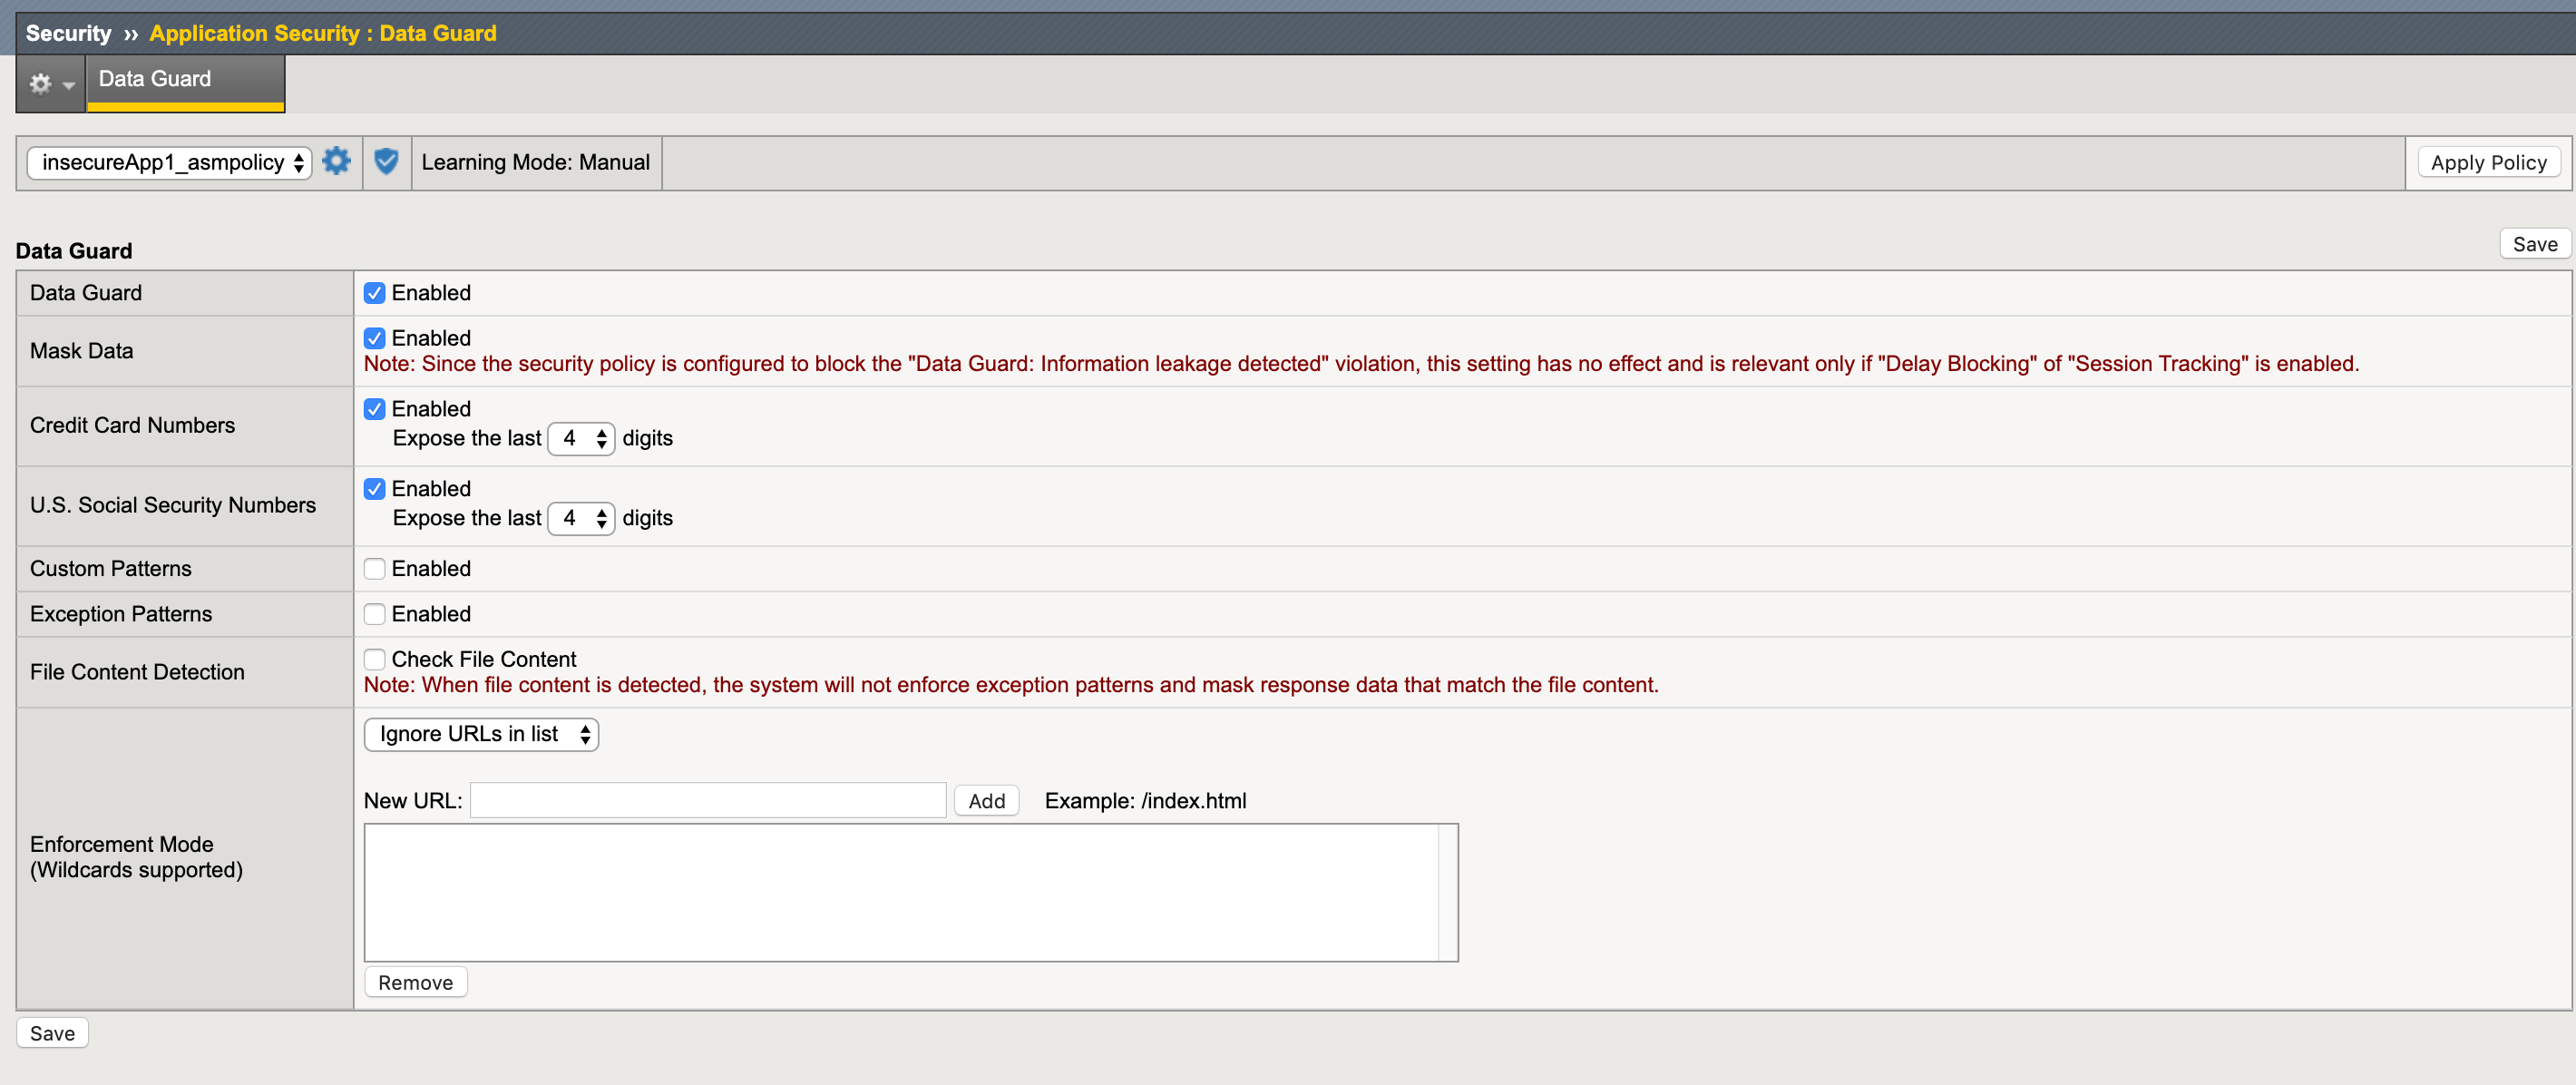 Security ›› Application Security : Data Guard
Data Guard
insecureApp1_asmpolicy
Learning Mode: Manual
Apply Policy
Data Guard
Save
Data Guard
Enabled
Mask Data
Enabled
Note: Since the security policy is configured to block the "Data Guard: Information leakage detected" violation, this setting has no effect and is relevant only if "Delay Blocking" of "Session Tracking" is enabled.
Credit Card Numbers
Enabled
Expose the last 4 digits
U.S. Social Security Numbers
Enabled
Expose the last 4 digits
Custom Patterns
Enabled
Exception Patterns
Enabled
File Content Detection
Check File Content
Note: When file content is detected, the system will not enforce exception patterns and mask response data that match the file content.
Enforcement Mode
(Wildcards supported)
Ignore URLs in list
New URL:
Add
Example: /index.html
Remove
Save